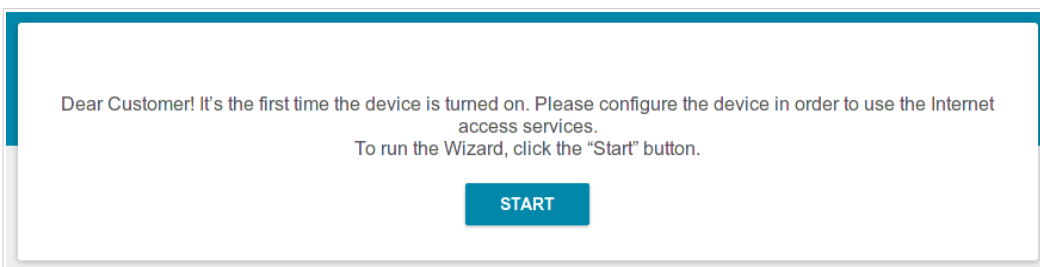 Dear Customer! It’s the first time the device is turned on. Please configure the device in order to use the Internet
access services.
To run the Wizard, click the “Start” button.
START